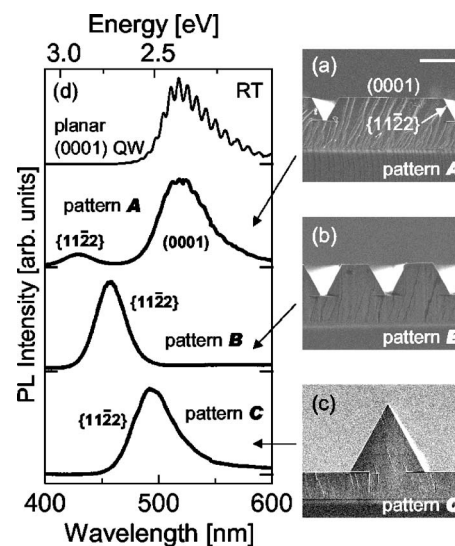 Energy [eV]
3.0 2.5
(d) RT
planar
(0001) QW
pattern A
{112̄2}
(0001)
{112̄2}
pattern B
{112̄2}
pattern C
PL Intensity [arb. units]
400 500 600
Wavelength [nm]
(a)
(0001)
{112̄2}
pattern A
(b)
pattern B
(c)
pattern C